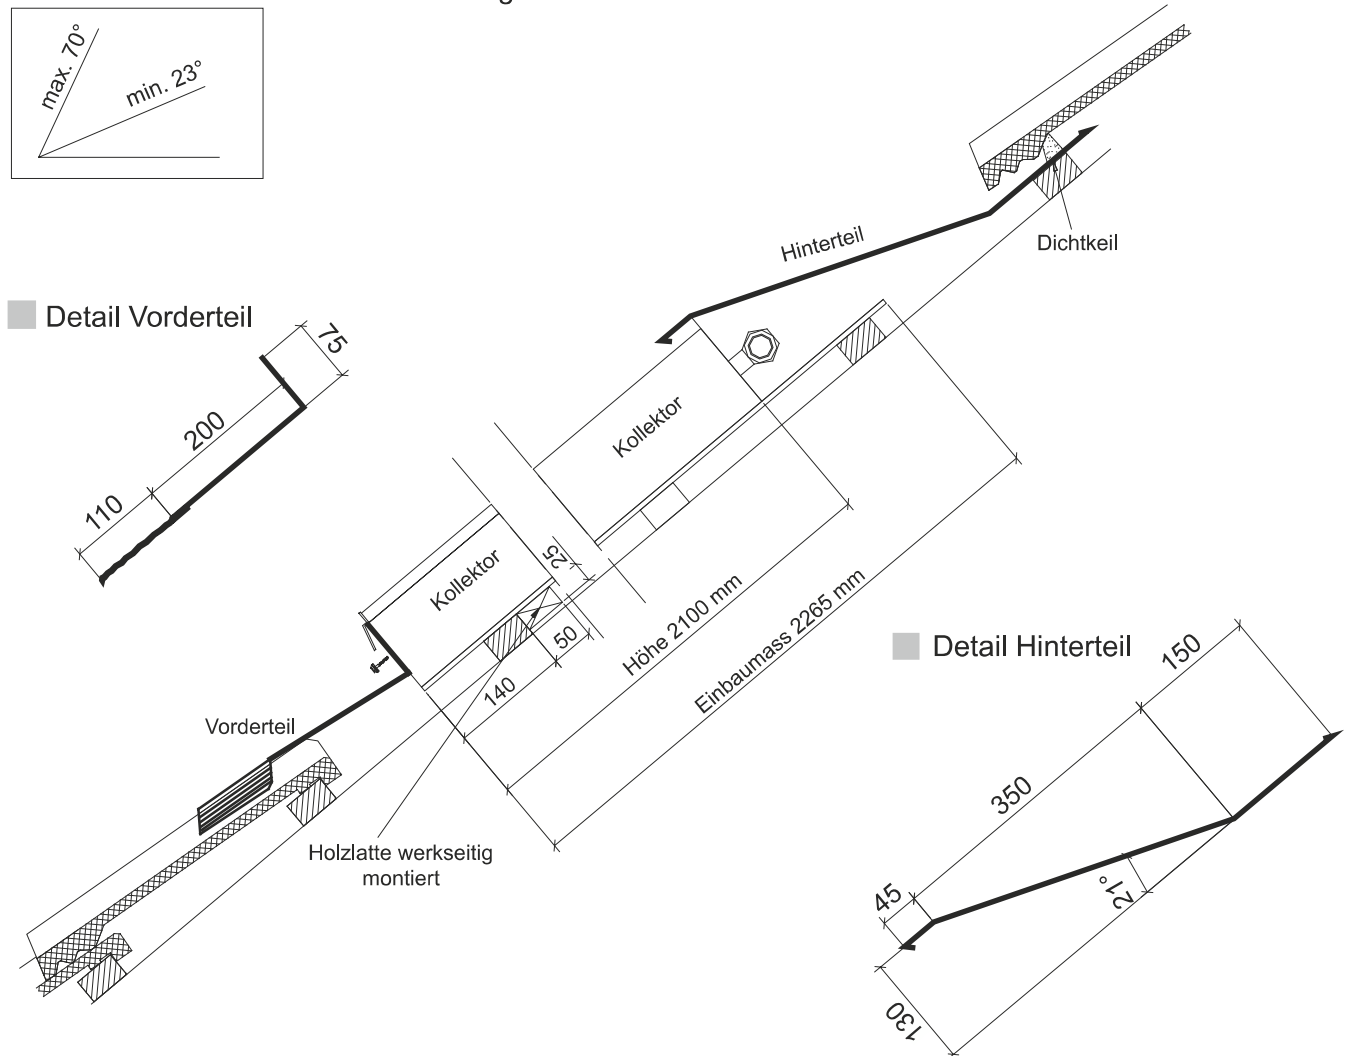 max. 70°
min. 23°
Dichtkeil
Hinterteil
Detail Vorderteil
75
200
110
Kollektor
Kollektor
25
50
140
Höhe 2100 mm
Einbaumass 2265 mm
Vorderteil
Holzlatte werkseitig
montiert
Detail Hinterteil
150
350
45
21°
130